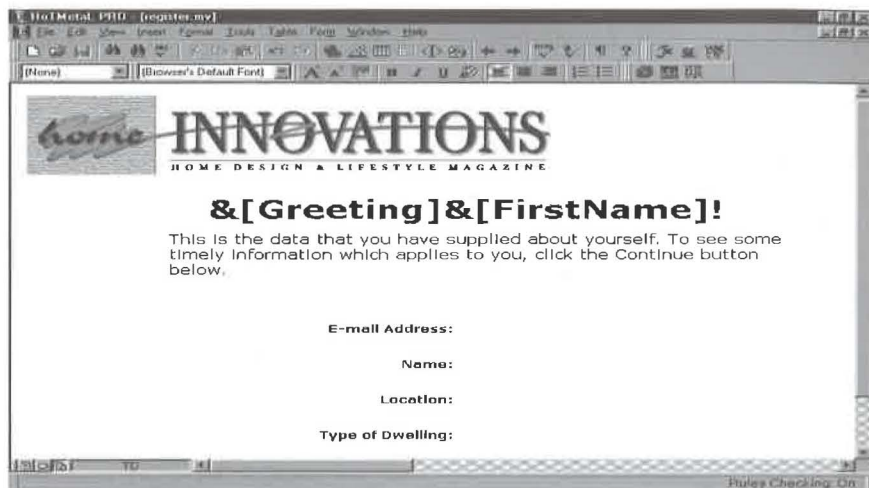 HoTMetaL PRO - [register.my]
File Edit View Insert Format Tools Table Form Window Help
(None) (Browser's Default Font)
home INNOVATIONS
HOME DESIGN & LIFESTYLE MAGAZINE
&[Greeting]&[FirstName]!
This is the data that you have supplied about yourself. To see some
timely information which applies to you, click the Continue button
below.
E-mail Address:
Name:
Location:
Type of Dwelling:
TD
Rules Checking: On